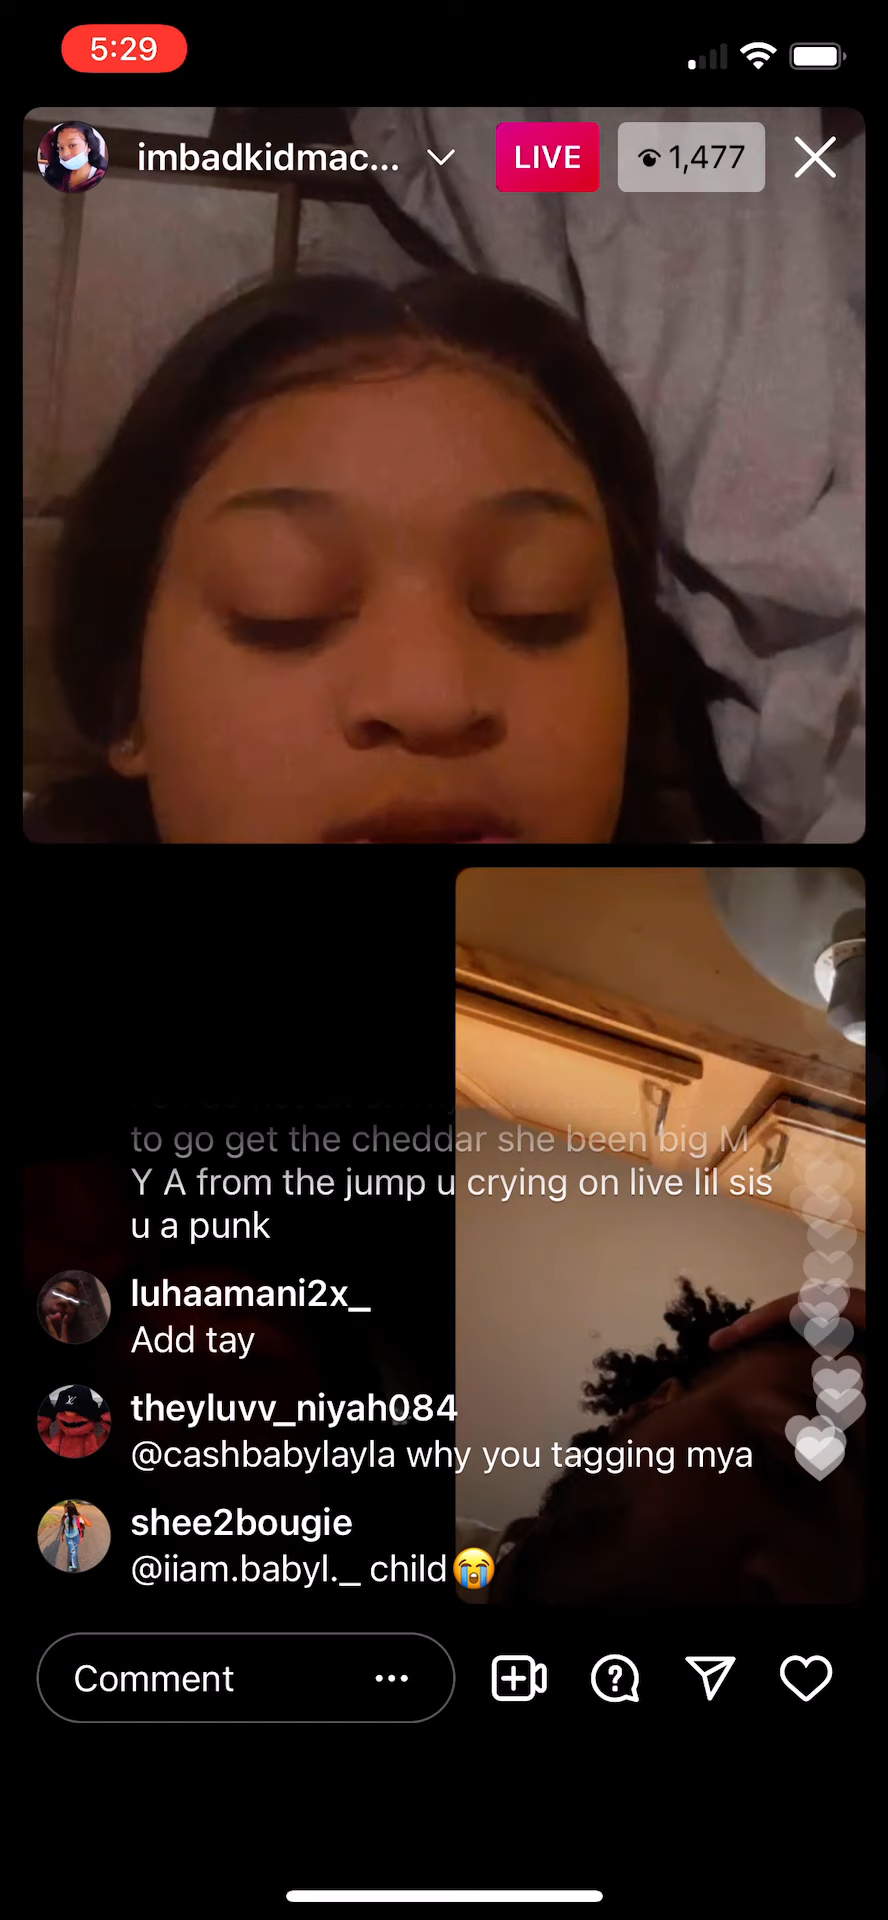 5:29
imbadkidmac...
LIVE
1,477
to go get the cheddar she been big M
Y A from the jump u crying on live lil sis
u a punk
luhaamani2x_
Add tay
theyluvv_niyah084
@cashbabylayla why you tagging mya
shee2bougie
@iiam.babyl._ child😭
Comment